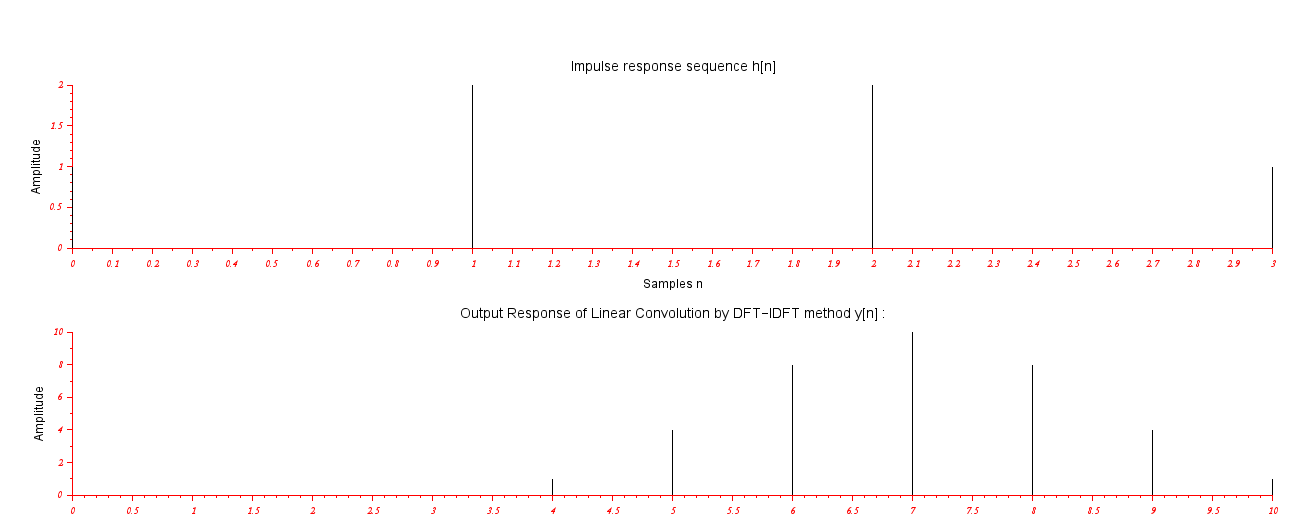 Impulse response sequence h[n]
2
1.5
1
0.5
0
Amplitude
0 0.1 0.2 0.3 0.4 0.5 0.6 0.7 0.8 0.9 1 1.1 1.2 1.3 1.4 1.5 1.6 1.7 1.8 1.9 2 2.1 2.2 2.3 2.4 2.5 2.6 2.7 2.8 2.9 3
Samples n
Output Response of Linear Convolution by DFT-IDFT method y[n] :
10
8
6
4
2
0
Amplitude
0 0.5 1 1.5 2 2.5 3 3.5 4 4.5 5 5.5 6 6.5 7 7.5 8 8.5 9 9.5 10